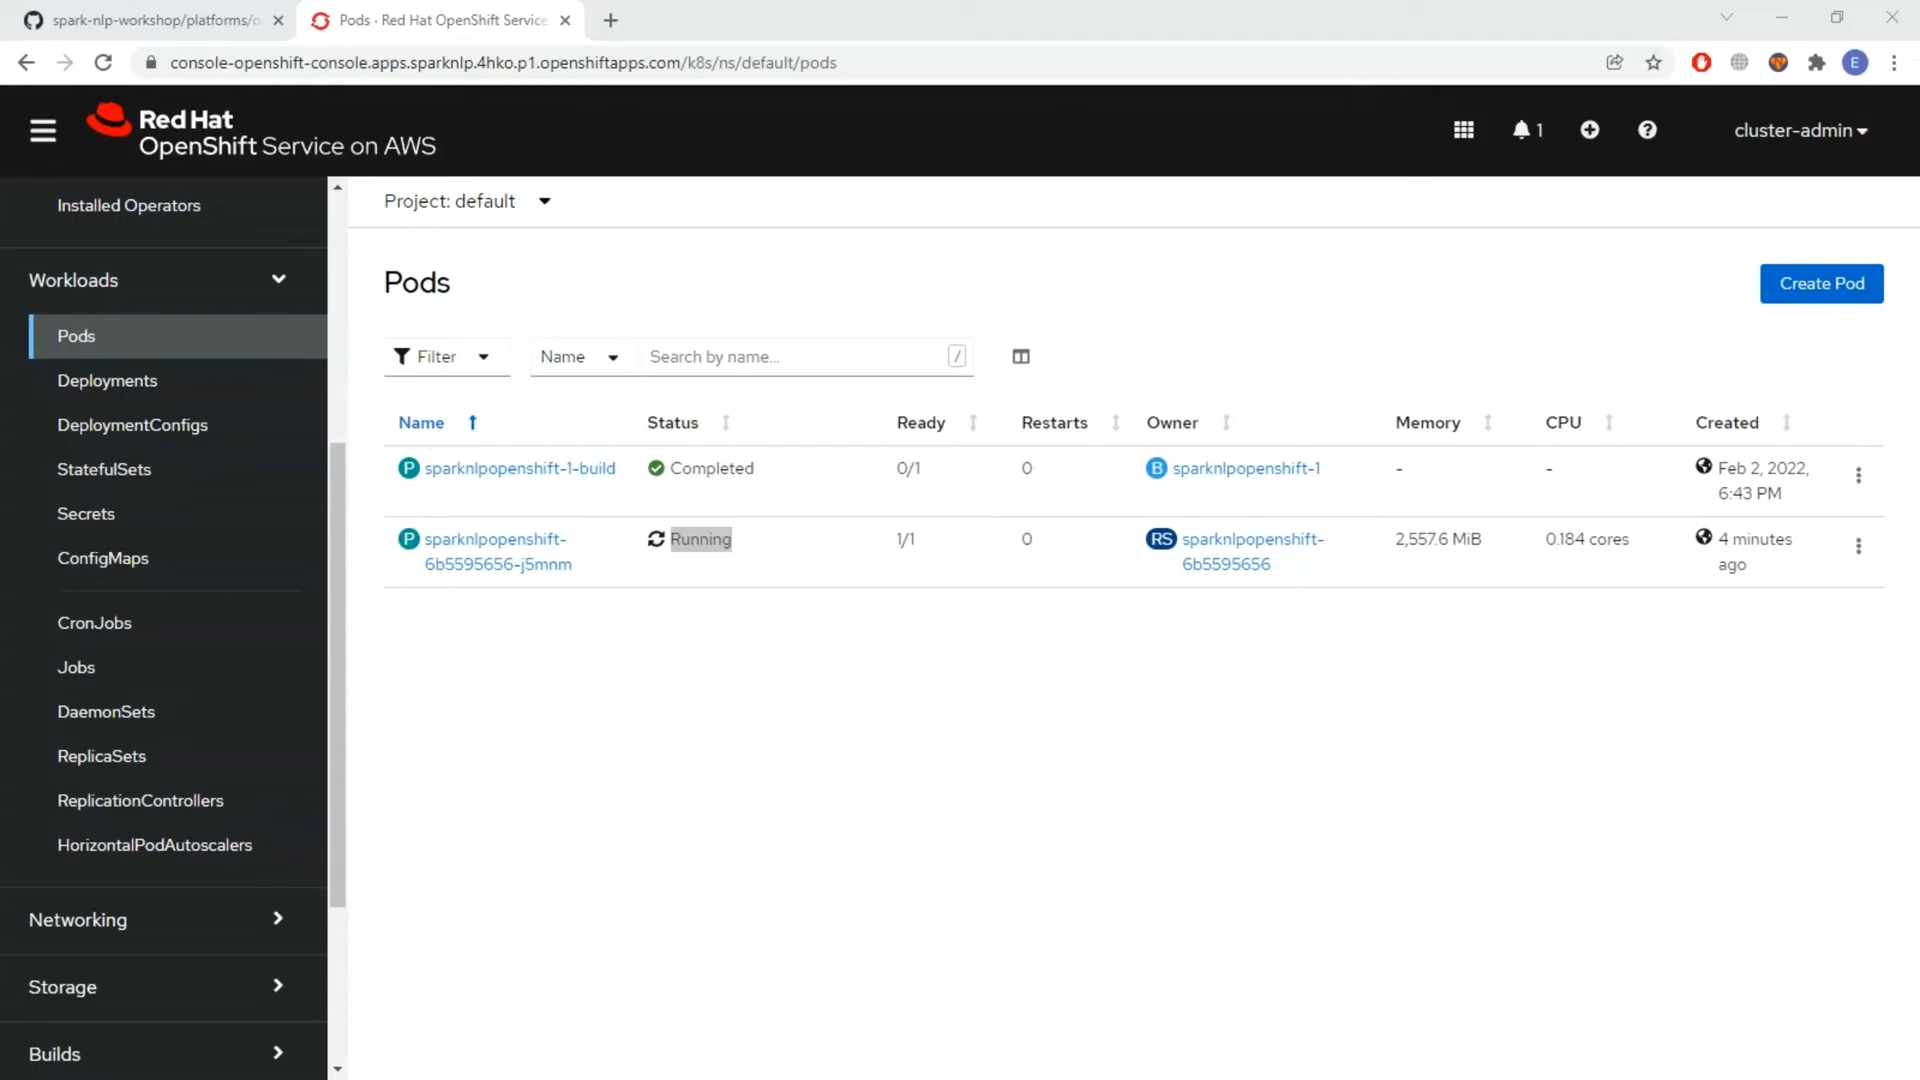 spark-nlp-workshop/platforms/o
Pods · Red Hat OpenShift Service
console-openshift-console.apps.sparknlp.4hko.p1.openshiftapps.com/k8s/ns/default/pods
E
Red Hat
OpenShift Service on AWS
1
cluster-admin
Installed Operators
Workloads
Pods
Deployments
DeploymentConfigs
StatefulSets
Secrets
ConfigMaps
CronJobs
Jobs
DaemonSets
ReplicaSets
ReplicationControllers
HorizontalPodAutoscalers
Networking
Storage
Builds
Project: default
Pods
Create Pod
Filter
Name
Search by name...
/
Name Status Ready Restarts Owner Memory CPU Created
P sparknlpopenshift-1-build Completed 0/1 0 B sparknlpopenshift-1 - - Feb 2, 2022,
6:43 PM
P sparknlpopenshift- Running 1/1 0 RS sparknlpopenshift- 2,557.6 MiB 0.184 cores 4 minutes
6b5595656-j5mnm 6b5595656 ago